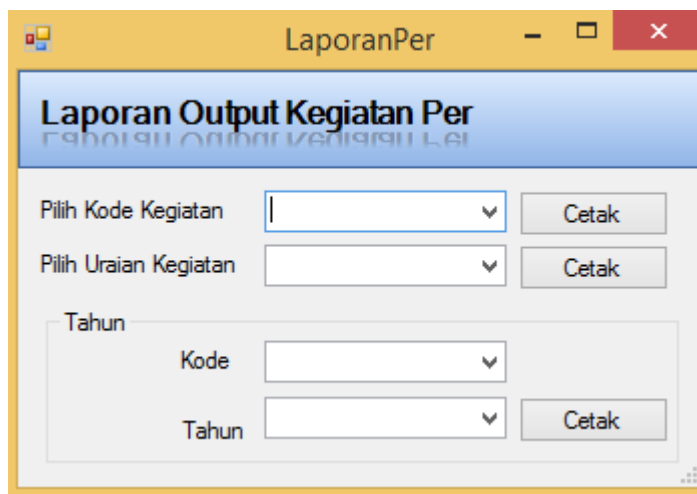 LaporanPer
Laporan Output Kegiatan Per
Pilih Kode Kegiatan Cetak
Pilih Uraian Kegiatan Cetak
Tahun
Kode
Tahun Cetak